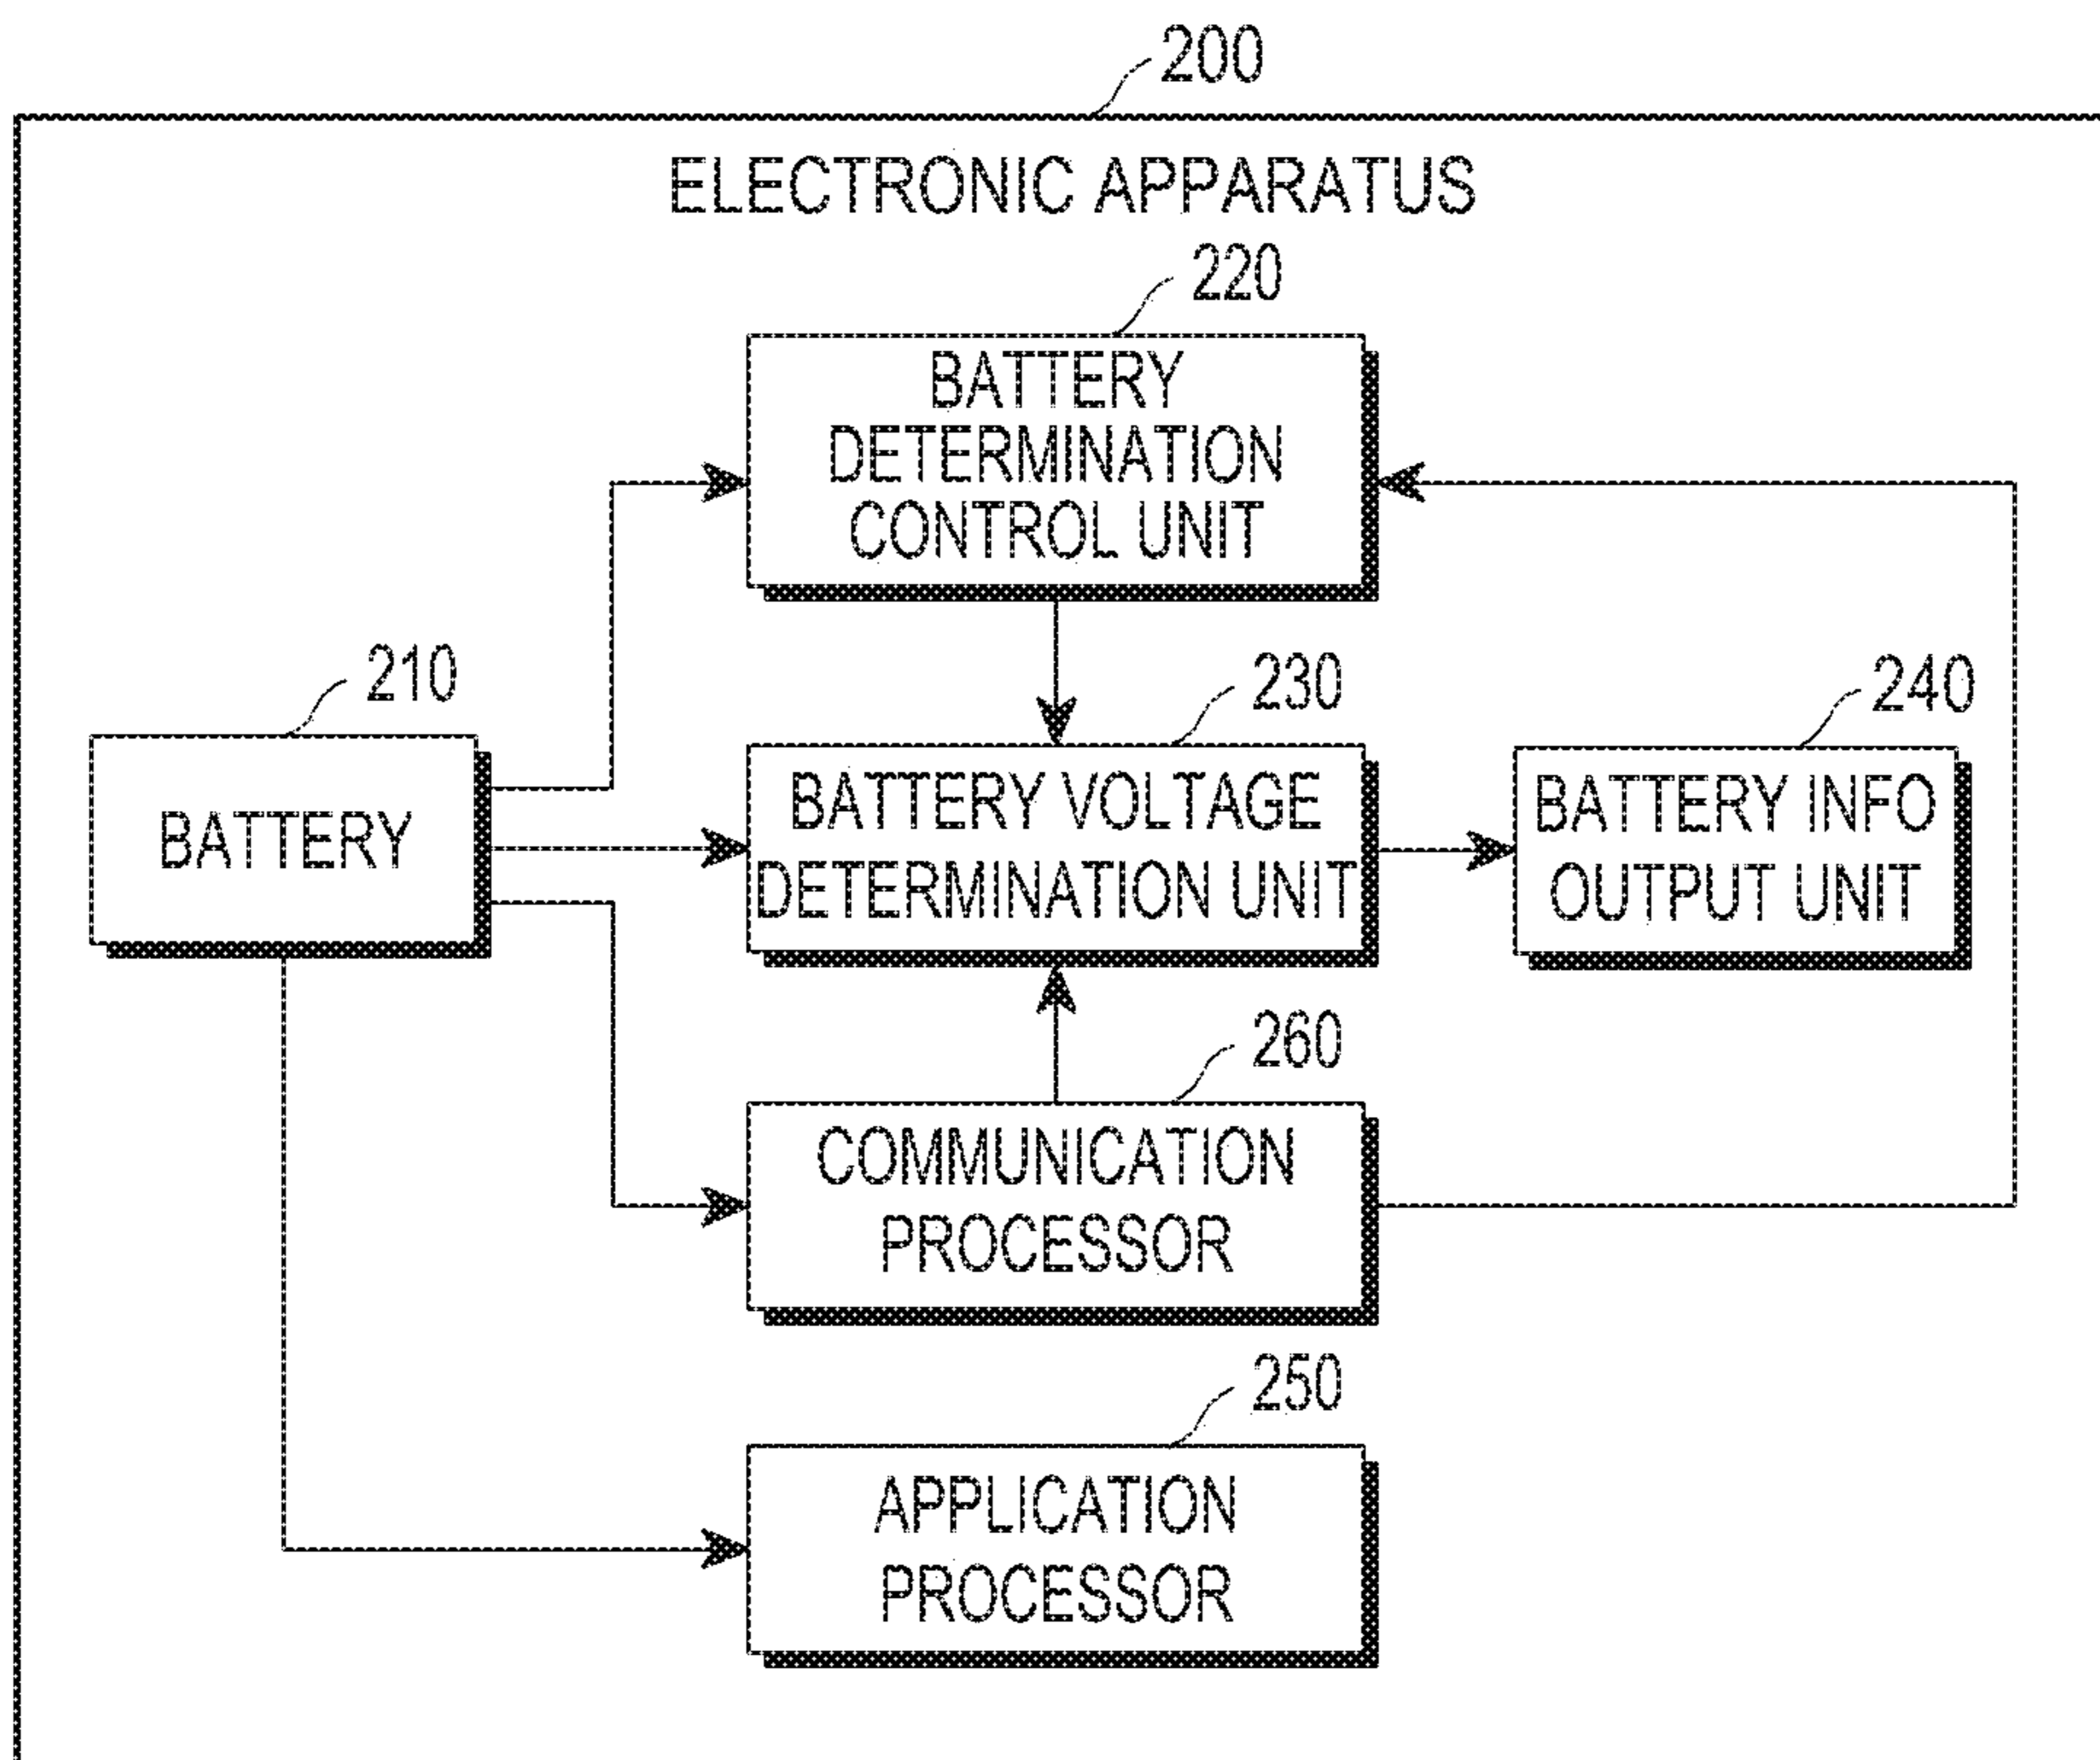 200
ELECTRONIC APPARATUS
220
BATTERY
DETERMINATION
CONTROL UNIT
210
BATTERY
230
BATTERY VOLTAGE
DETERMINATION UNIT
240
BATTERY INFO
OUTPUT UNIT
260
COMMUNICATION
PROCESSOR
250
APPLICATION
PROCESSOR